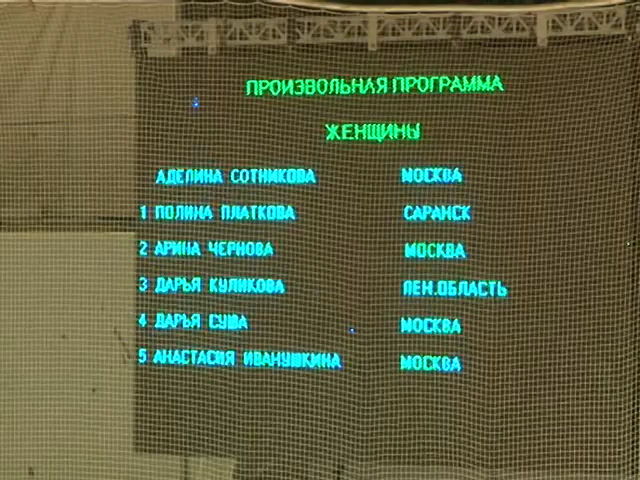 ПРОИЗВОЛЬНАЯ ПРОГРАММА
ЖЕНЩИНЫ
АДЕЛИНА СОТНИКОВА МОСКВА
1 ПОЛИНА ПЛАТКОВА САРАНСК
2 АРИНА ЧЕРНОВА МОСКВА
3 ДАРЬЯ КУЛИКОВА ЛЕН.ОБЛАСТЬ
4 ДАРЬЯ СУША МОСКВА
5 АНАСТАСИЯ ИВАНУШКИНА МОСКВА